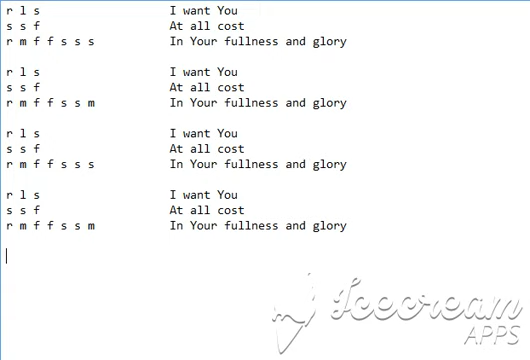 r l s I want You
s s f At all cost
r m f f s s s In Your fullness and glory
r l s I want You
s s f At all cost
r m f f s s m In Your fullness and glory
r l s I want You
s s f At all cost
r m f f s s s In Your fullness and glory
r l s I want You
s s f At all cost
r m f f s s m In Your fullness and glory
Icecream
APPS